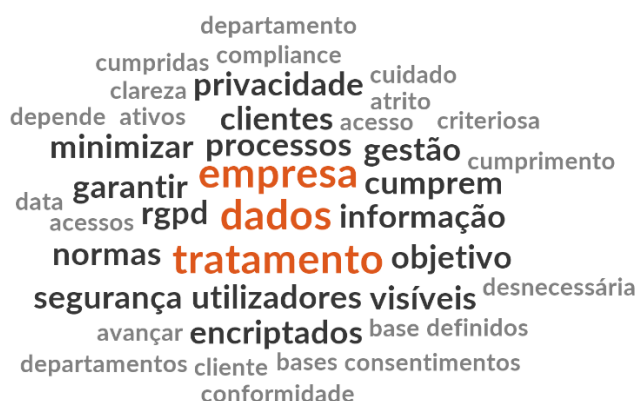 departamento
cumpridas compliance
clareza privacidade cuidado
atrito
depende ativos clientes acesso criteriosa
minimizar processos gestão cumprimento
garantir empresa cumprem
data acessos rgpd dados informação
normas tratamento objetivo
segurança utilizadores visíveis desnecessária
avançar encriptados base definidos
departamentos cliente bases consentimentos
conformidade